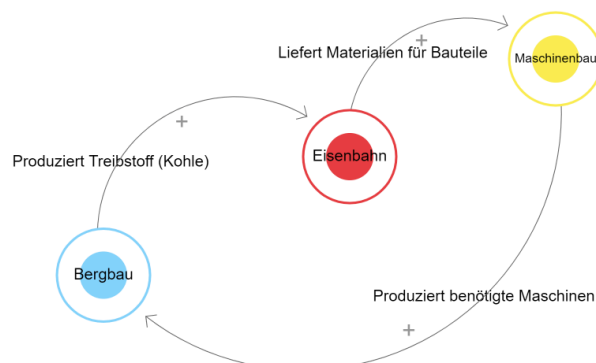 Liefert Materialien für Bauteile
+
Maschinenbau
+
Produziert Treibstoff (Kohle)
Eisenbahn
Bergbau
Produziert benötigte Maschinen
+